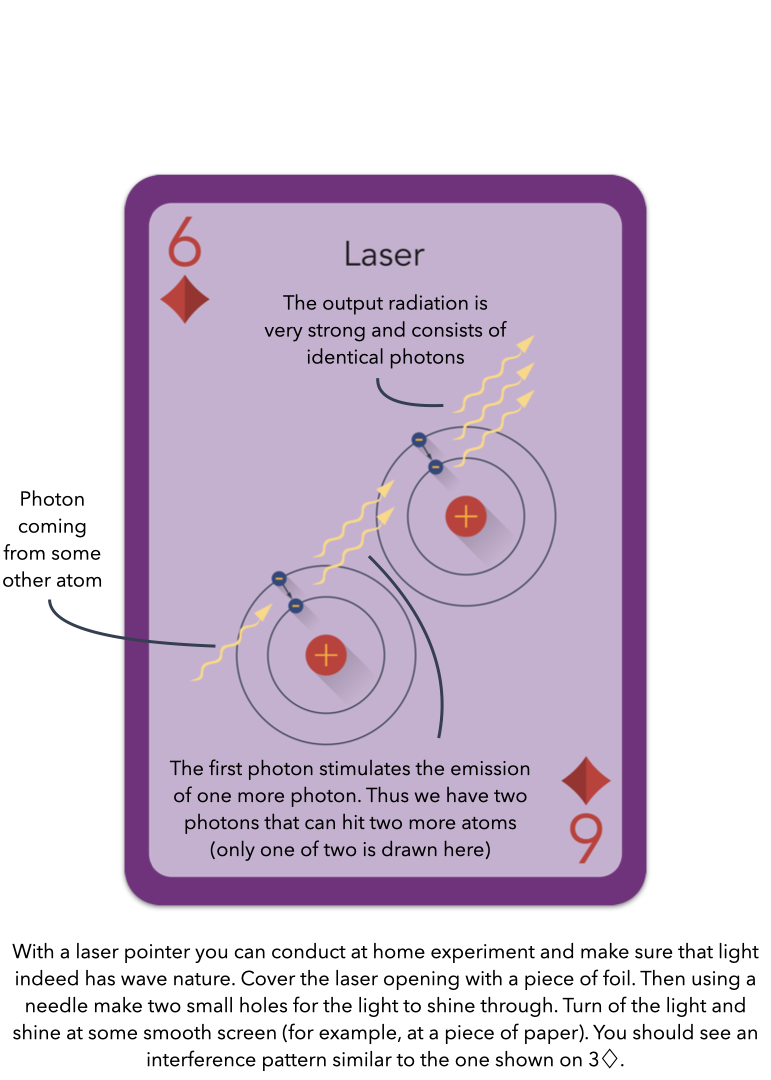 6
Laser
The output radiation is
very strong and consists of
identical photons
Photon
coming
from some
other atom
The first photon stimulates the emission
of one more photon. Thus we have two
photons that can hit two more atoms
(only one of two is drawn here)
6
With a laser pointer you can conduct at home experiment and make sure that light
indeed has wave nature. Cover the laser opening with a piece of foil. Then using a
needle make two small holes for the light to shine through. Turn of the light and
shine at some smooth screen (for example, at a piece of paper). You should see an
interference pattern similar to the one shown on 3♢.